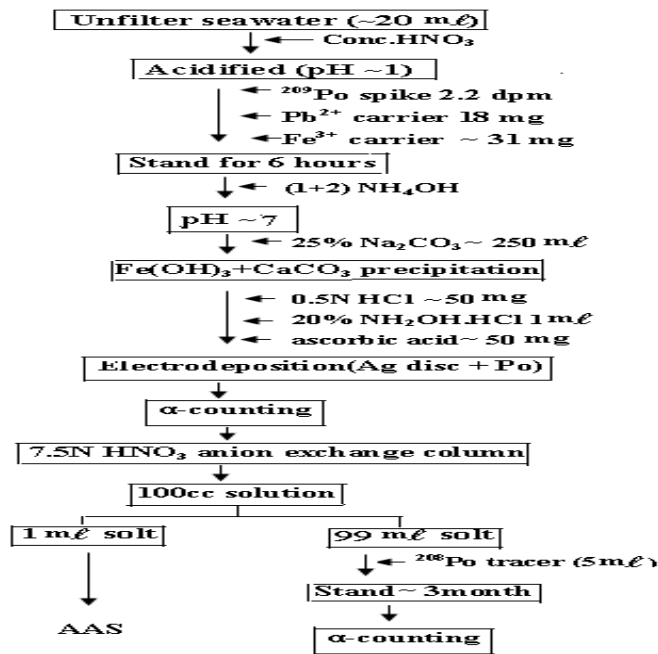 Unfilter seawater (~20 mℓ)
Conc.HNO₃
Acidified (pH ~1)
²⁰⁹Po spike 2.2 dpm
Pb²⁺ carrier 18 mg
Fe³⁺ carrier ~ 31 mg
Stand for 6 hours
(1+2) NH₄OH
pH ~7
25% Na₂CO₃~ 250 mℓ
Fe(OH)₃+CaCO₃ precipitation
0.5N HCl ~50 mg
20% NH₂OH.HCl 1mℓ
ascorbic acid~ 50 mg
Electrodeposition(Ag disc + Po)
α-counting
7.5N HNO₃ anion exchange column
100cc solution
1 mℓ solt
99 mℓ solt
²⁰⁸Po tracer (5mℓ)
Stand~ 3month
AAS
α-counting